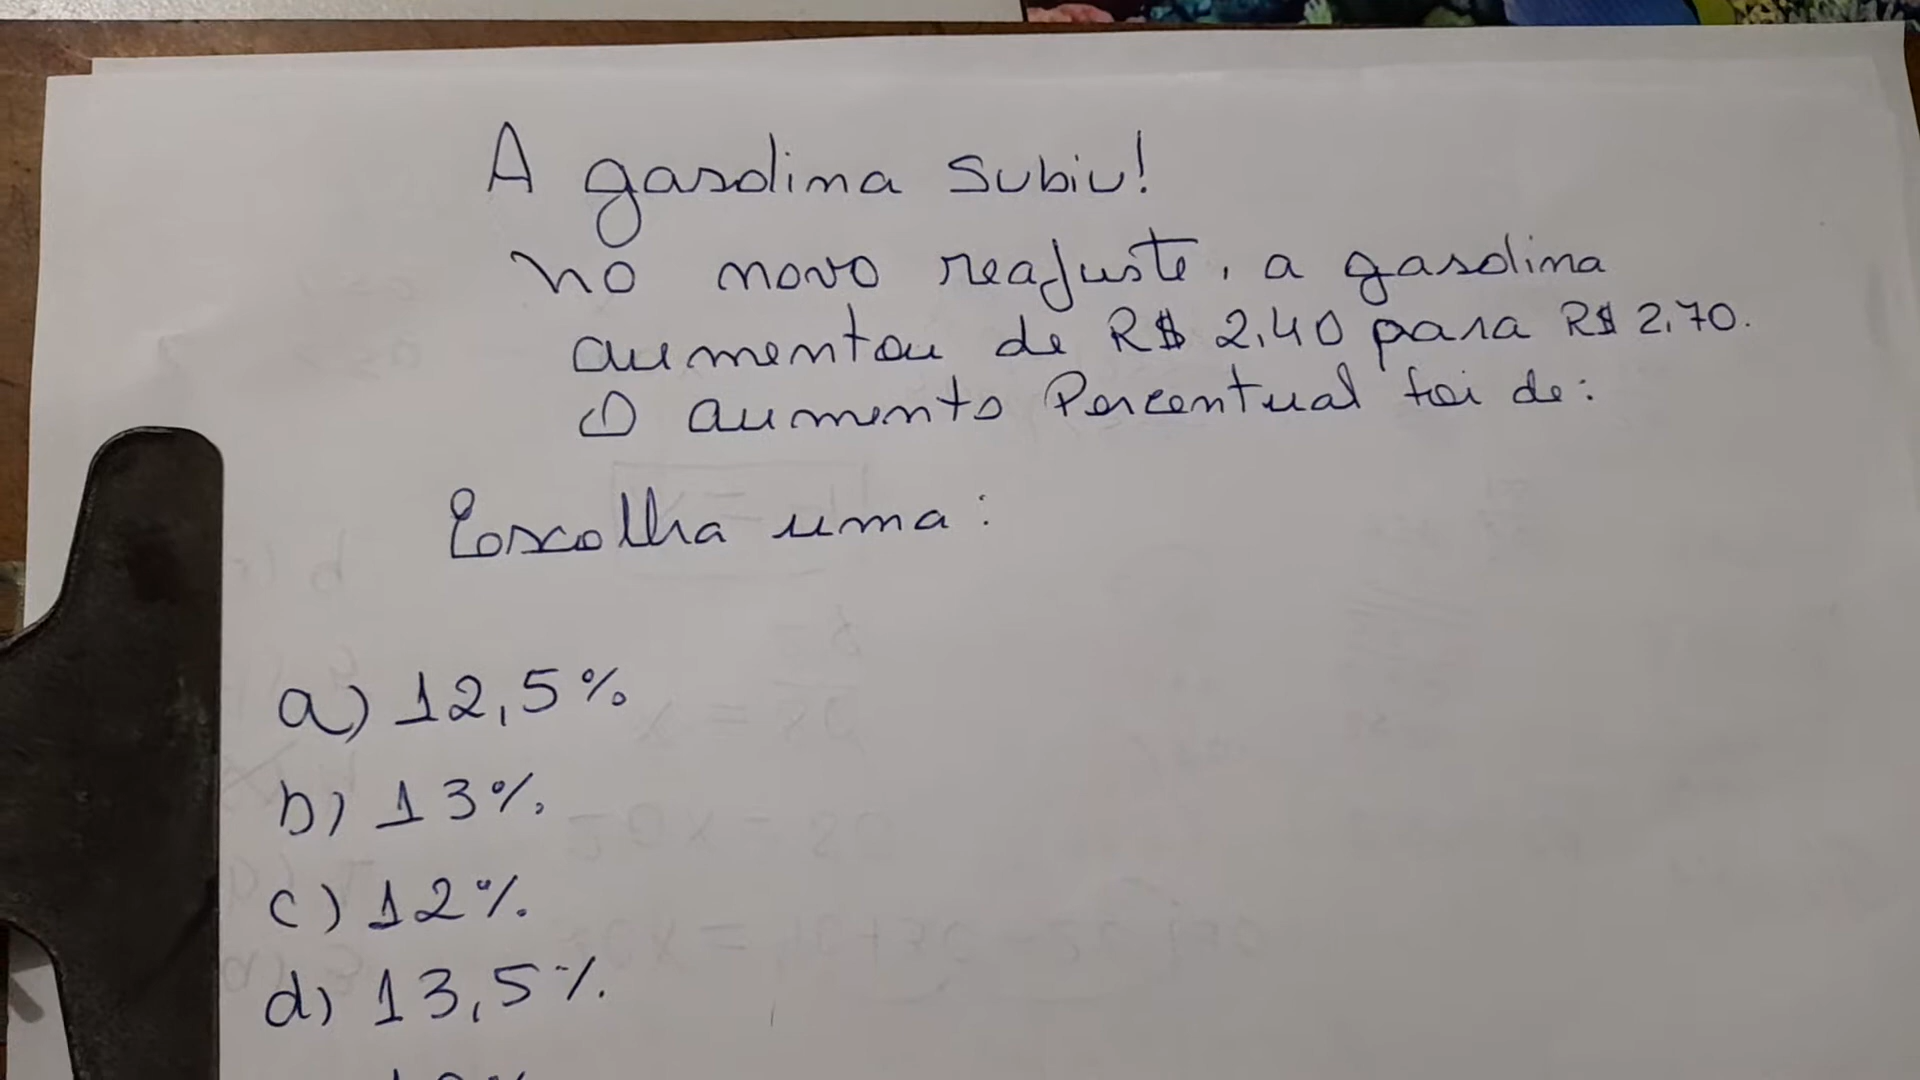 A gasolina subiu!
no novo reajuste, a gasolina
aumentou de R$ 2,40 para R$ 2,70.
O aumento Percentual foi de:
Escolha uma:
a) 12,5%
b) 13%
c) 12%
d) 13,5%